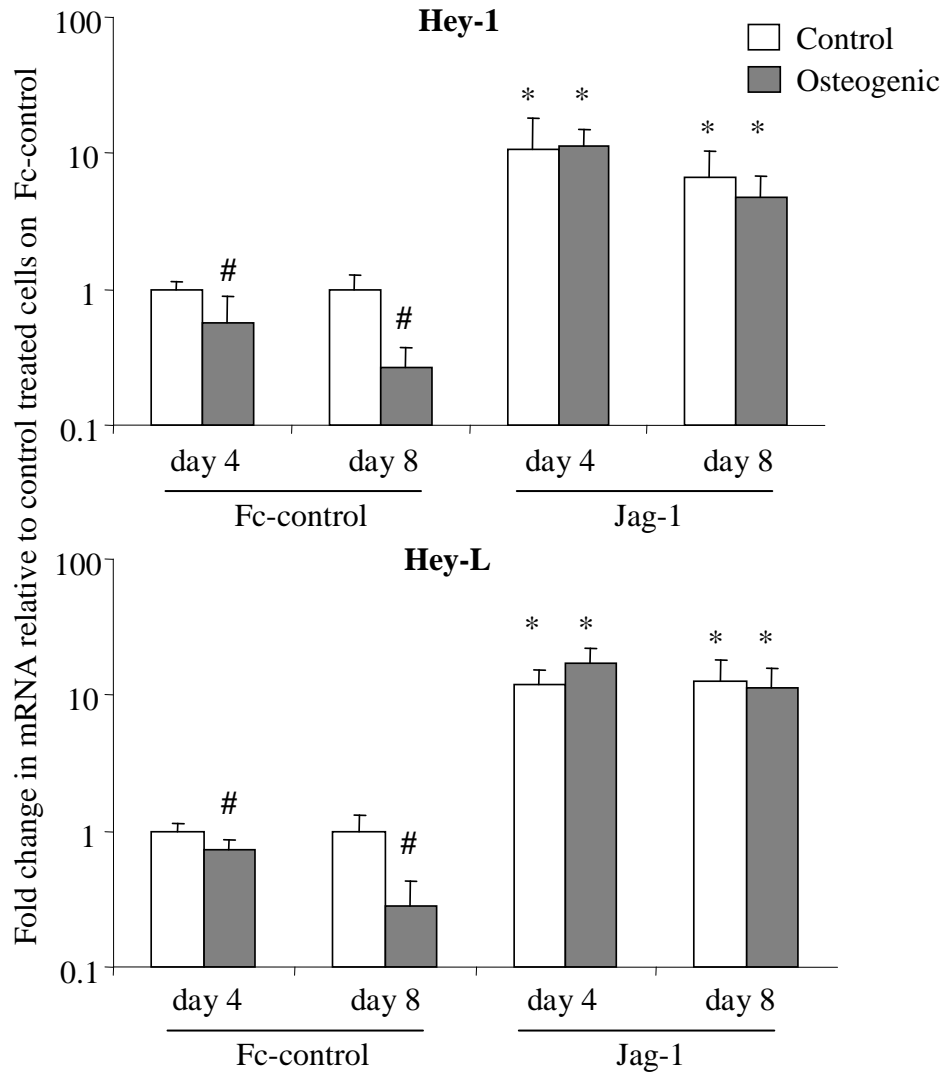 Fold change in mRNA relative to control treated cells on Fc-control
Hey-1
Control
Osteogenic
100
10
1
0.1
* * * *
# #
day 4 day 8 day 4 day 8
Fc-control Jag-1
Hey-L
100
10
1
0.1
* * * *
# #
day 4 day 8 day 4 day 8
Fc-control Jag-1